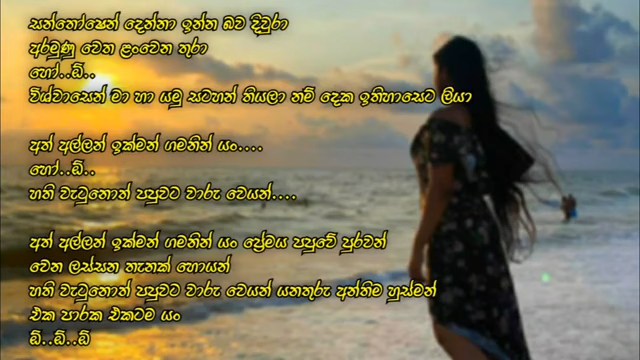 සන්තෝෂෙන් දෙන්නා ඉන්න බව දිවුරා
අරමුණු වෙත ළංවෙන තුරා
හෝ..ඕ..
විශ්වාසෙන් මා හා යමු සටහන් තියලා නම් දෙක ඉතිහාසෙට ලියා
අත් අල්ලන් ඉක්මන් ගමනින් යං....
හෝ..ඕ..
හති වැටුනොත් පපුවට වාරු වෙයන්....
අත් අල්ලන් ඉක්මන් ගමනින් යං ප්‍රේමය පපුවේ පුරවන්
වෙන ලස්සන තැනක් හොයන්
හති වැටුනොත් පපුවට වාරු වෙයන් යනතුරු අන්තිම හුස්මන්
එක පාරක එකටම යං
ඕ..ඕ..ඕ